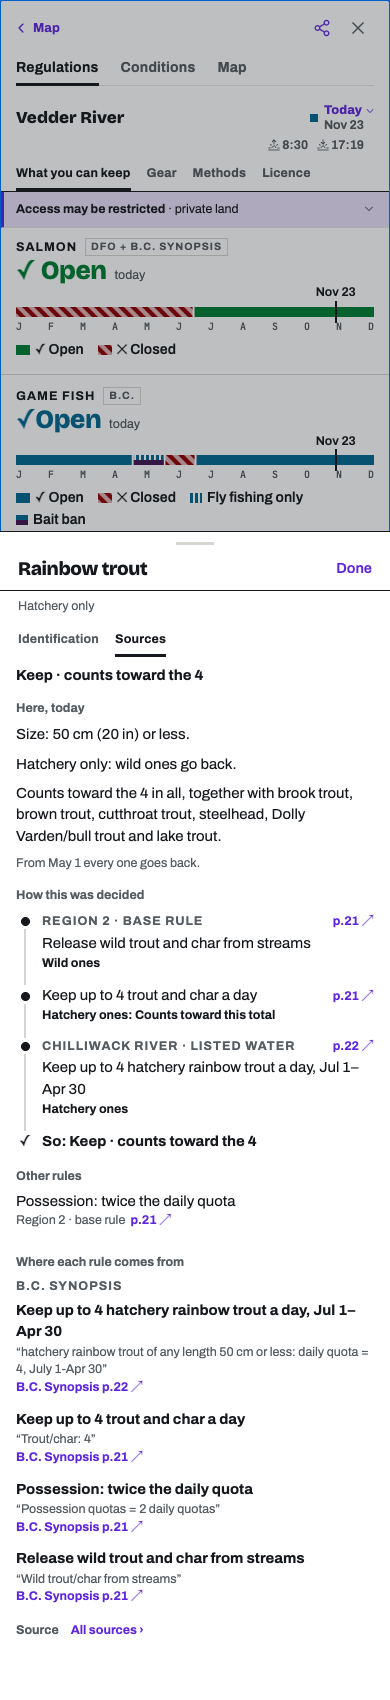 Map
Regulations Conditions Map
Vedder River
Today
Nov 23
8:30 17:19
What you can keep Gear Methods Licence
Access may be restricted · private land
SALMON DFO + B.C. SYNOPSIS
✓ Open today
Nov 23
J F M A M J J A S O N D
✓ Open ✕ Closed
GAME FISH B.C.
✓ Open today
Nov 23
J F M A M J J A S O N D
✓ Open ✕ Closed Fly fishing only
Bait ban
Rainbow trout Done
Hatchery only
Identification Sources
Keep · counts toward the 4
Here, today
Size: 50 cm (20 in) or less.
Hatchery only: wild ones go back.
Counts toward the 4 in all, together with brook trout,
brown trout, cutthroat trout, steelhead, Dolly
Varden/bull trout and lake trout.
From May 1 every one goes back.
How this was decided
REGION 2 · BASE RULE p.21 ↗
Release wild trout and char from streams
Wild ones
Keep up to 4 trout and char a day p.21 ↗
Hatchery ones: Counts toward this total
CHILLIWACK RIVER · LISTED WATER p.22 ↗
Keep up to 4 hatchery rainbow trout a day, Jul 1–
Apr 30
Hatchery ones
✓ So: Keep · counts toward the 4
Other rules
Possession: twice the daily quota
Region 2 · base rule p.21 ↗
Where each rule comes from
B.C. SYNOPSIS
Keep up to 4 hatchery rainbow trout a day, Jul 1–
Apr 30
“hatchery rainbow trout of any length 50 cm or less: daily quota =
4, July 1-Apr 30”
B.C. Synopsis p.22 ↗
Keep up to 4 trout and char a day
“Trout/char: 4”
B.C. Synopsis p.21 ↗
Possession: twice the daily quota
“Possession quotas = 2 daily quotas”
B.C. Synopsis p.21 ↗
Release wild trout and char from streams
“Wild trout/char from streams”
B.C. Synopsis p.21 ↗
Source All sources ›